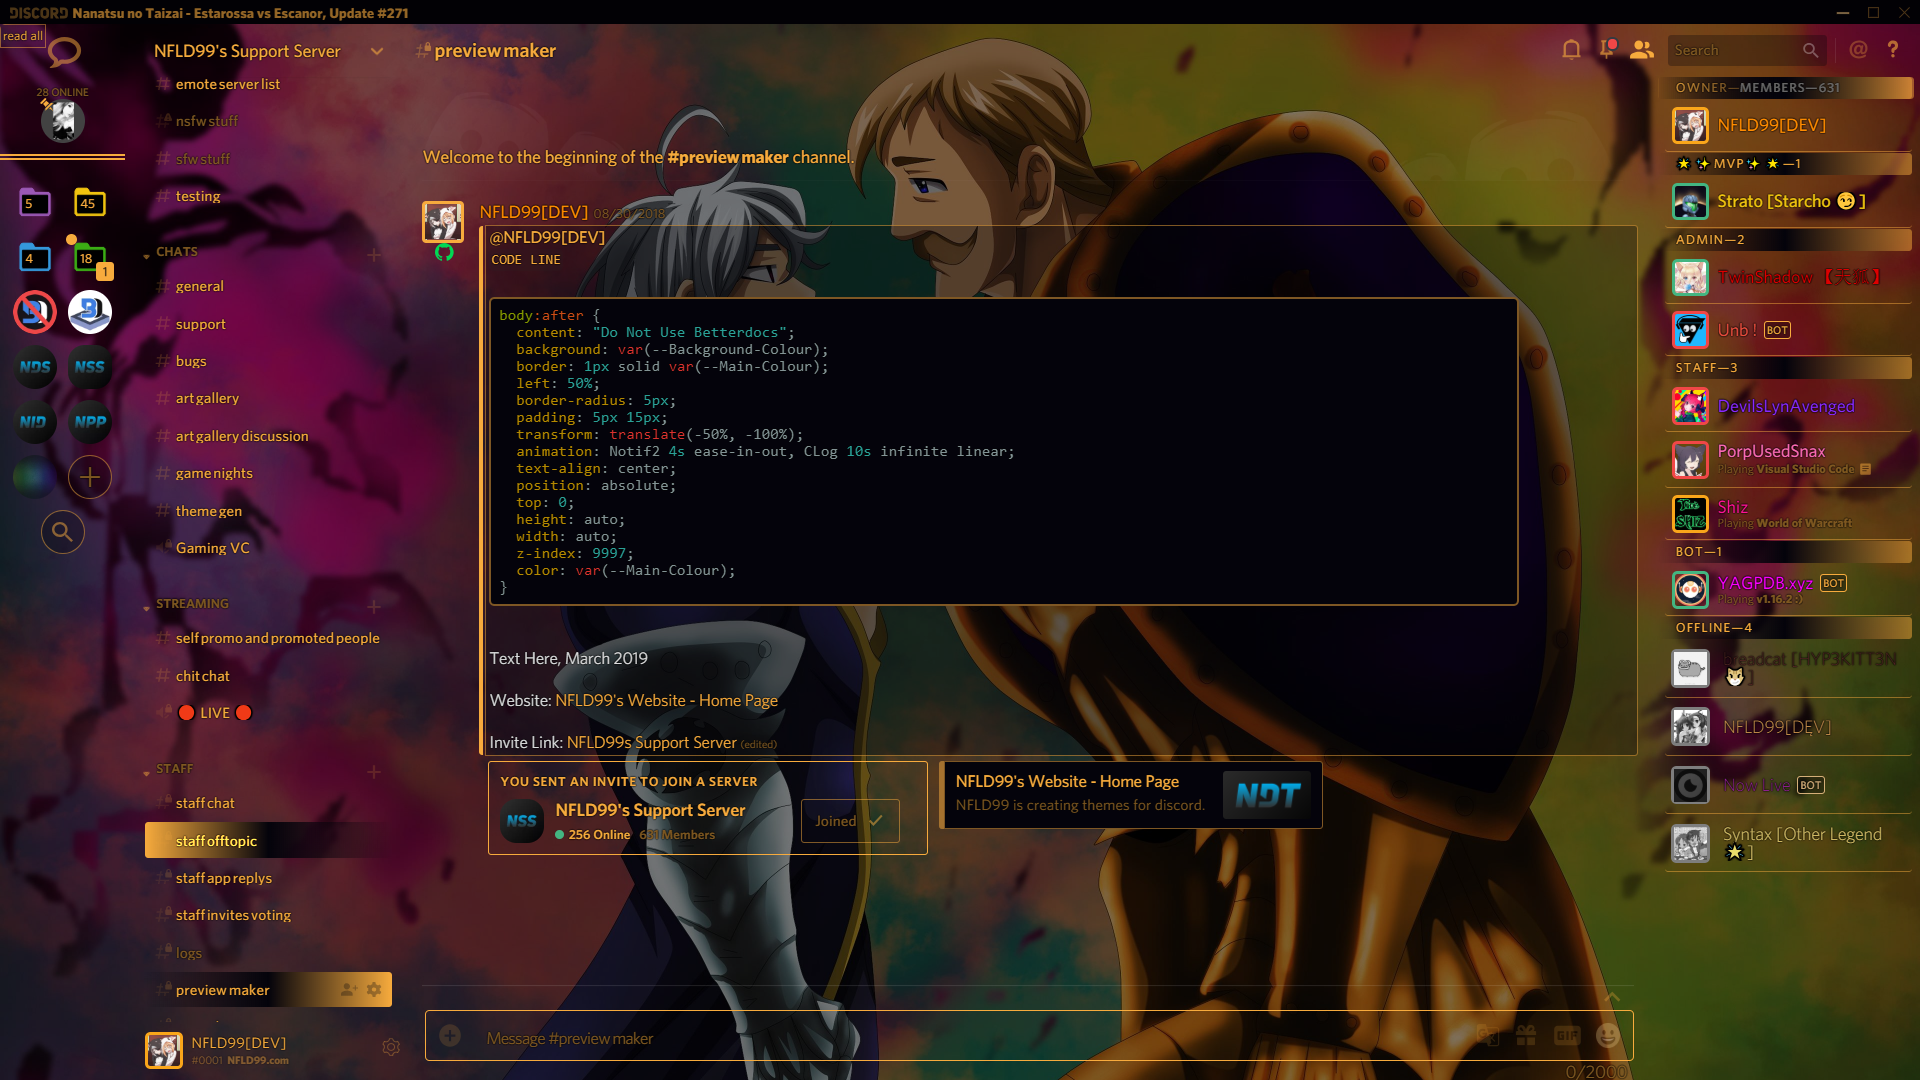 DISCORD Nanatsu no Taizai - Estarossa vs Escanor, Update #271
read all
28 ONLINE
5
45
4
18
1
NDS
NSS
NID
NPP
NFLD99's Support Server
emote server list
nsfw stuff
sfw stuff
testing
CHATS
general
support
bugs
art gallery
art gallery discussion
game nights
theme gen
Gaming VC
STREAMING
self promo and promoted people
chit chat
🔴 LIVE 🔴
STAFF
staff chat
staff offtopic
staff app replys
staff invites voting
logs
preview maker
NFLD99[DEV]
#0001 NFLD99.com
# preview maker
Search
Welcome to the beginning of the #preview maker channel.
NFLD99[DEV] 08/30/2018
@NFLD99[DEV]
CODE LINE
body:after {
content: "Do Not Use Betterdocs";
background: var(--Background-Colour);
border: 1px solid var(--Main-Colour);
left: 50%;
border-radius: 5px;
padding: 5px 15px;
transform: translate(-50%, -100%);
animation: Notif2 4s ease-in-out, CLog 10s infinite linear;
text-align: center;
position: absolute;
top: 0;
height: auto;
width: auto;
z-index: 9997;
color: var(--Main-Colour);
}
Text Here, March 2019
Website: NFLD99's Website - Home Page
Invite Link: NFLD99s Support Server (edited)
YOU SENT AN INVITE TO JOIN A SERVER
NSS
NFLD99's Support Server
256 Online 631 Members
Joined
NFLD99's Website - Home Page
NFLD99 is creating themes for discord.
NDT
Message #preview maker
GIF
0/2000
OWNER—MEMBERS—631
NFLD99[DEV]
🌟 ✨ MVP ✨ 🌟 —1
Strato [Starcho 😏 ]
ADMIN—2
TwinShadow 【天狐】
Unb ! BOT
STAFF—3
DevilsLynAvenged
PorpUsedSnax
Playing Visual Studio Code
Shiz
Playing World of Warcraft
BOT—1
YAGPDB.xyz BOT
Playing v1.16.2 :)
OFFLINE—4
breadcat [HYP3KITT3N
🐱 ]
NFLD99[DEV]
Now Live BOT
Syntax [Other Legend
🌟 ]